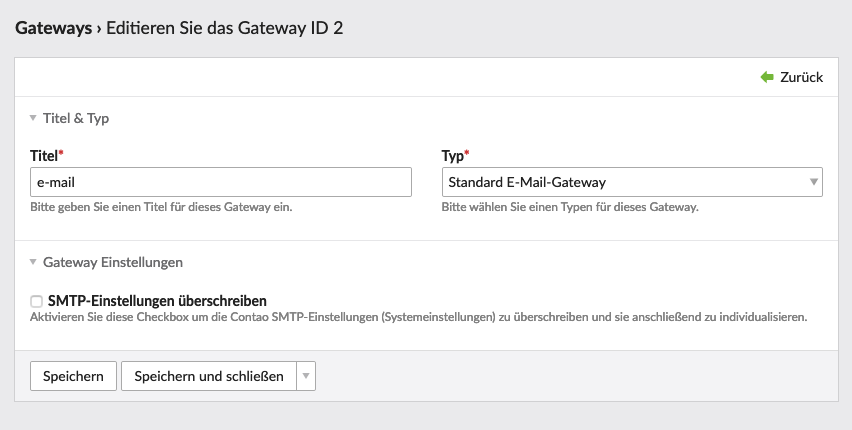 Gateways › Editieren Sie das Gateway ID 2
Zurück
Titel & Typ
Titel*
Typ*
e-mail
Standard E-Mail-Gateway
Bitte geben Sie einen Titel für dieses Gateway ein.
Bitte wählen Sie einen Typen für dieses Gateway.
Gateway Einstellungen
SMTP-Einstellungen überschreiben
Aktivieren Sie diese Checkbox um die Contao SMTP-Einstellungen (Systemeinstellungen) zu überschreiben und sie anschließend zu individualisieren.
Speichern
Speichern und schließen